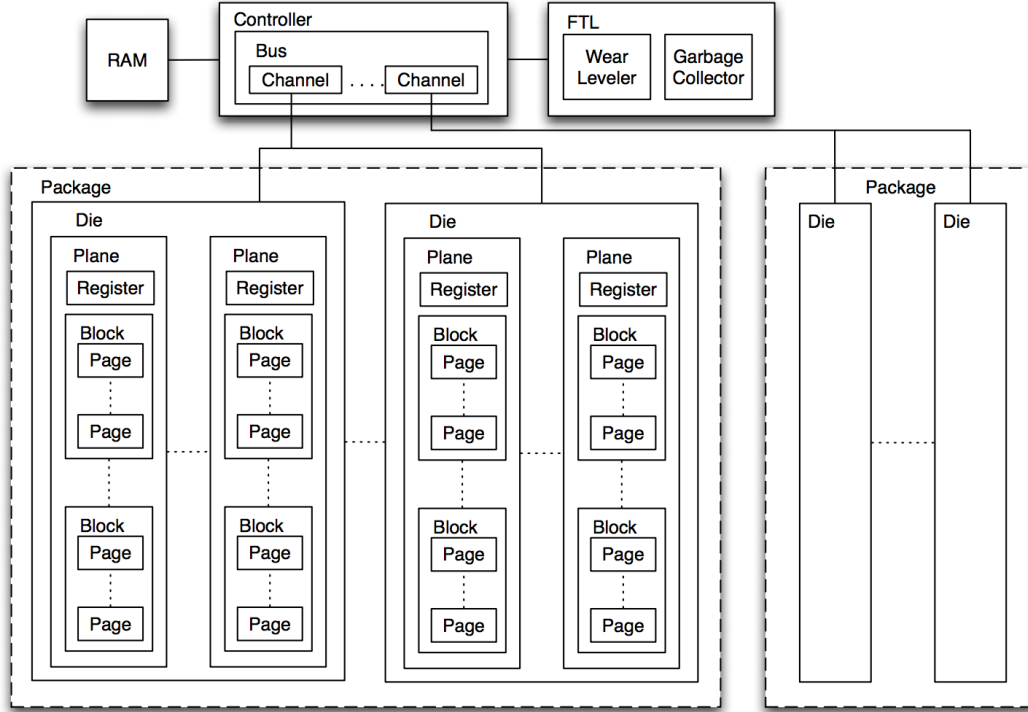 Controller
FTL
RAM
Bus
Channel
. . . .
Channel
Wear
Leveler
Garbage
Collector
Package
Die
Plane
Register
Block
Page
Page
Block
Page
Page
Plane
Register
Block
Page
Page
Block
Page
Page
Die
Plane
Register
Block
Page
Page
Block
Page
Page
Plane
Register
Block
Page
Page
Block
Page
Page
Package
Die
Die